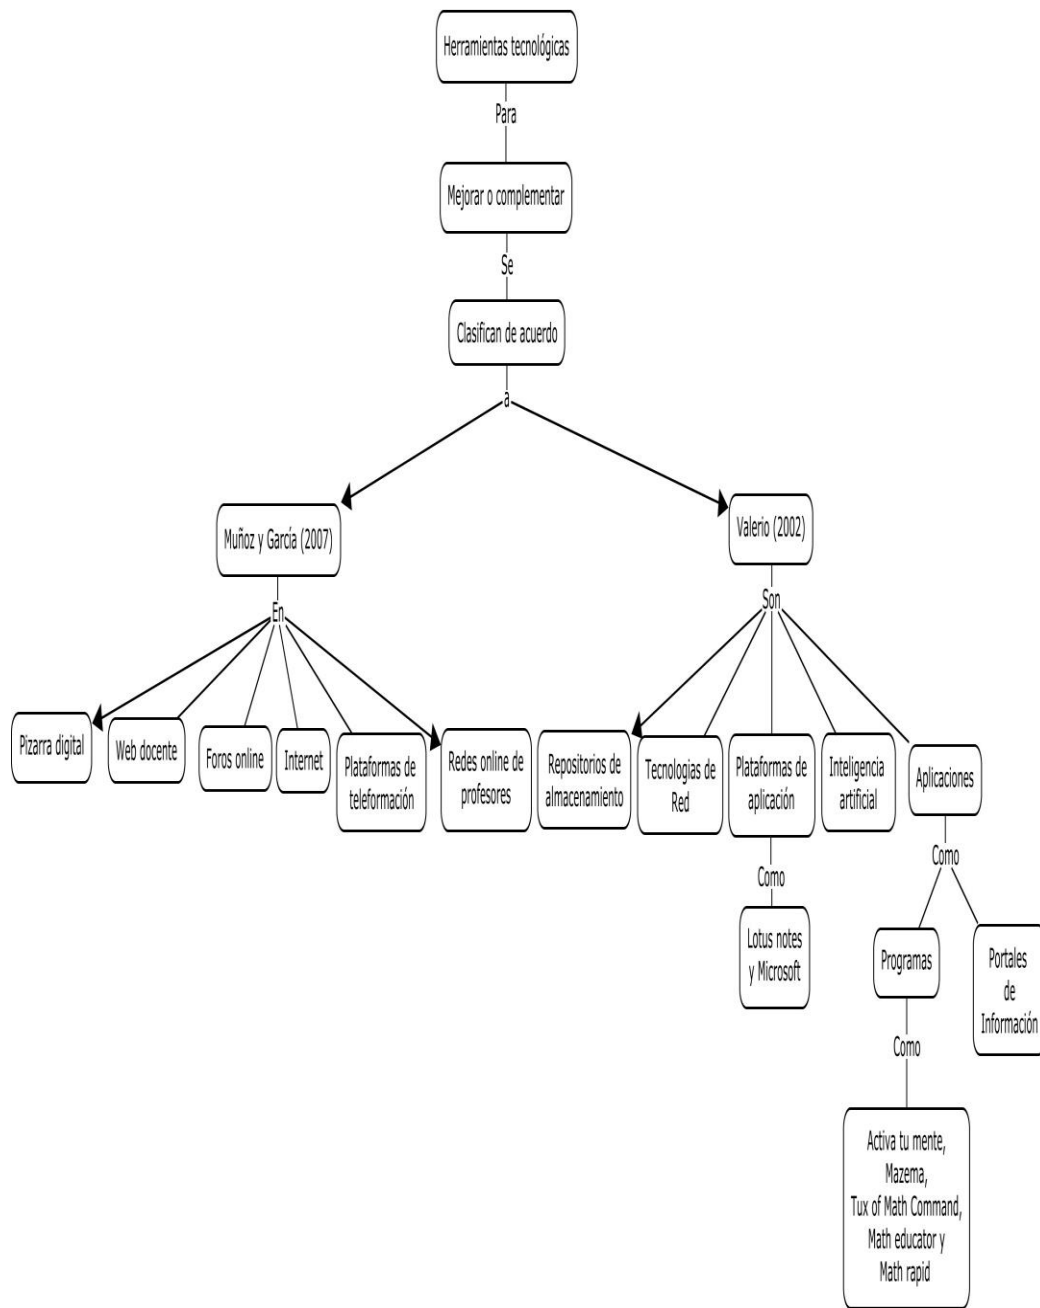 Herramientas tecnológicas
Para
Mejorar o complementar
Se
Clasifican de acuerdo
a
Muñoz y García (2007)
Valerio (2002)
En
Son
Pizarra digital
Web docente
Foros online
Internet
Plataformas de
teleformación
Redes online de
profesores
Repositorios de
almacenamiento
Tecnologias de
Red
Plataformas de
aplicación
Inteligencia
artificial
Aplicaciones
Como
Lotus notes
y Microsoft
Como
Programas
Portales
de
Información
Como
Activa tu mente,
Mazema,
Tux of Math Command,
Math educator y
Math rapid